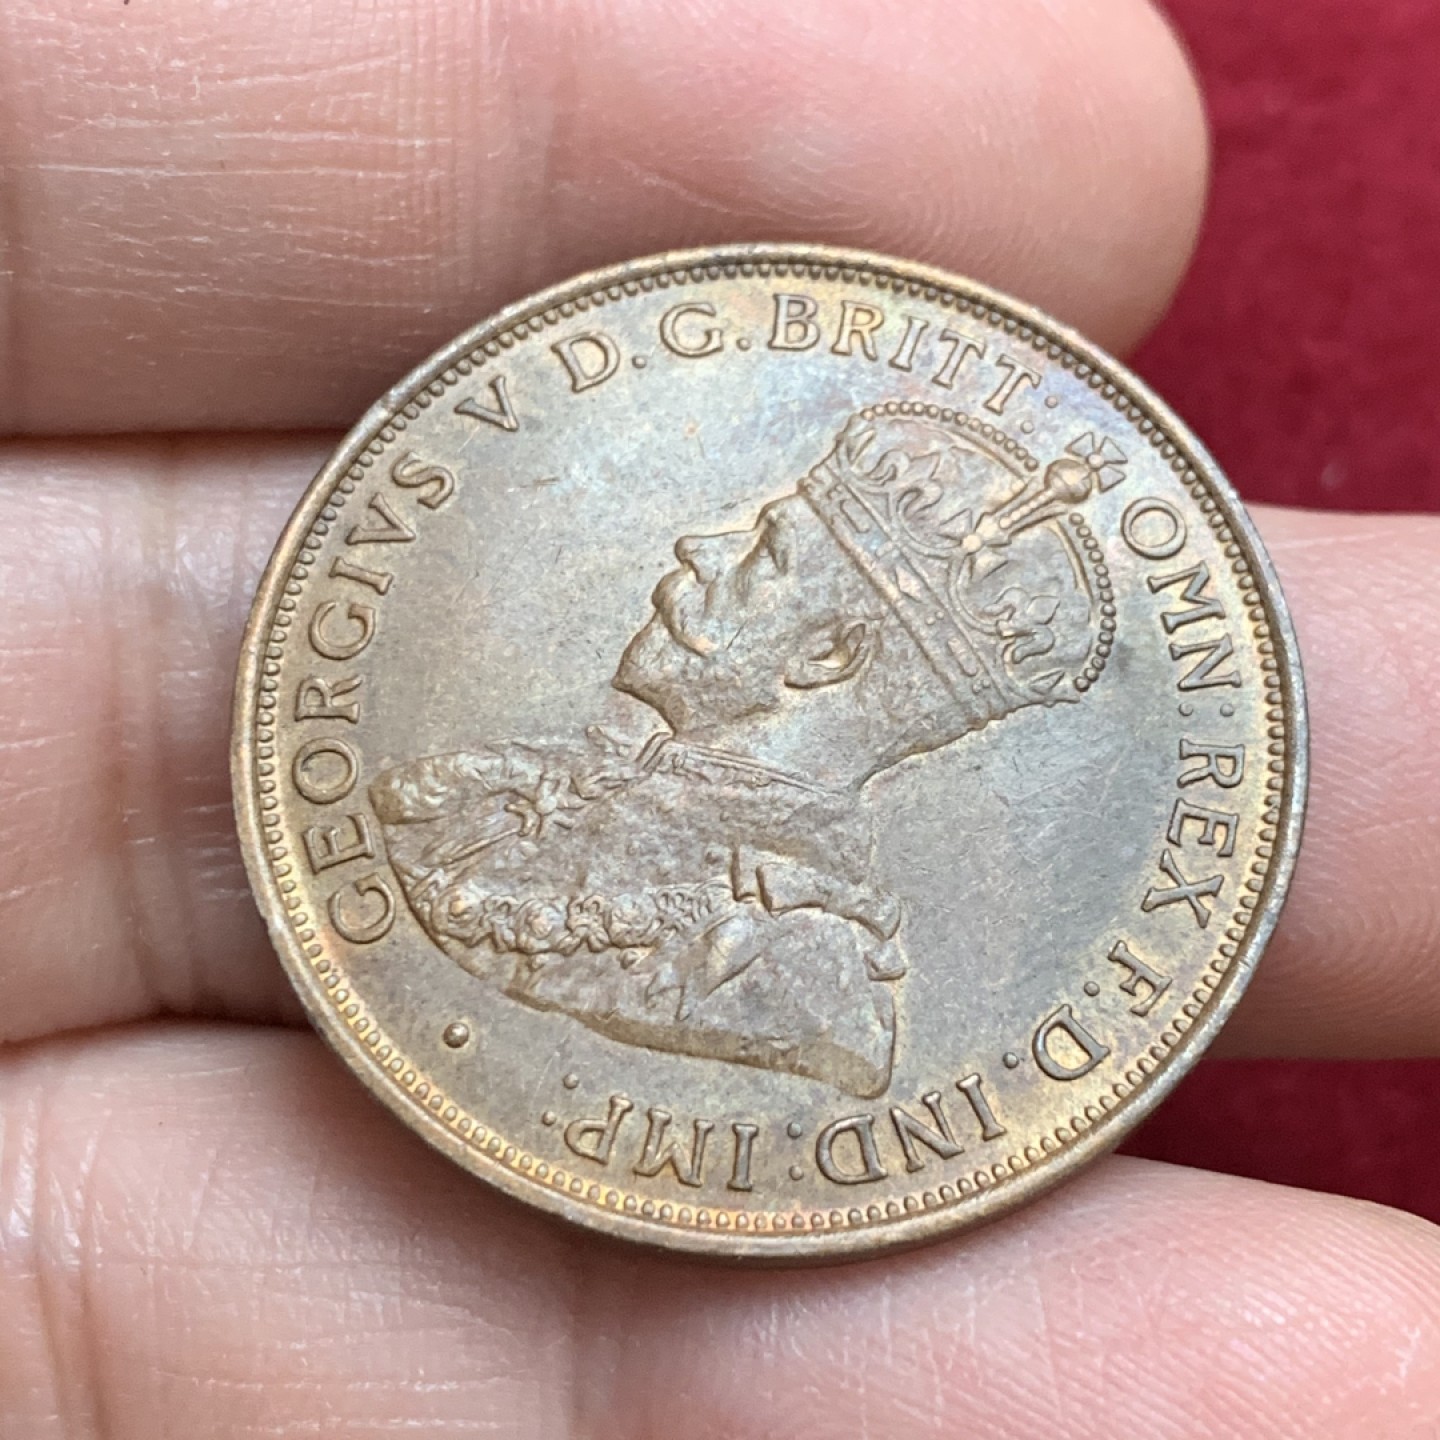 GEORGIVS V D.G.BRITT: OMN:REX F.D.IND:IMP: